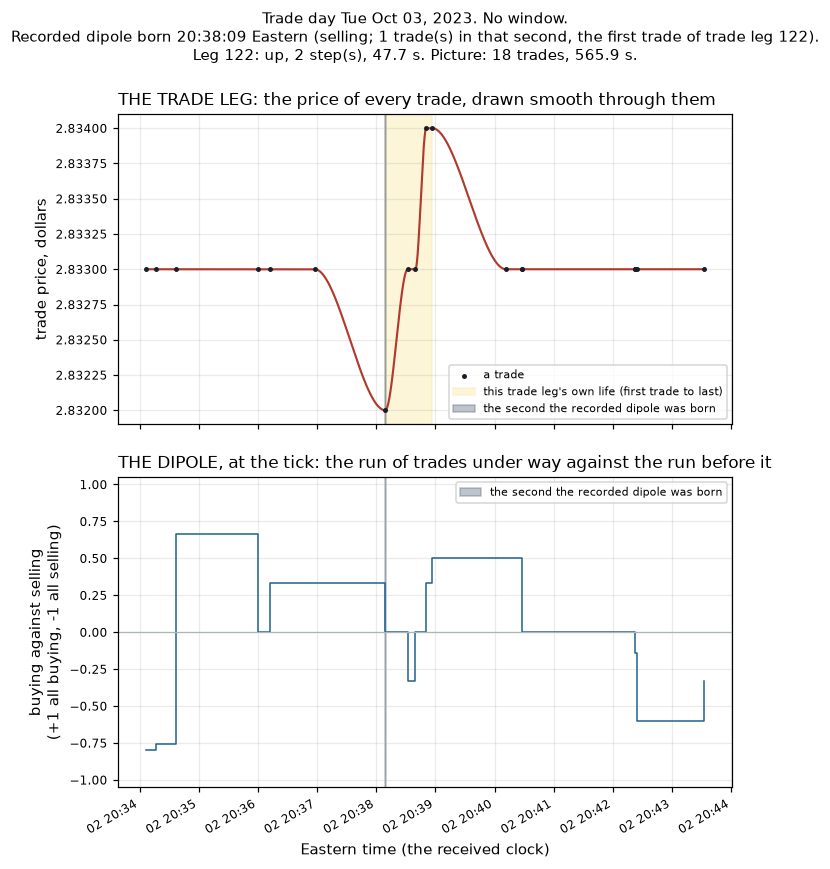 Trade day Tue Oct 03, 2023. No window.
Recorded dipole born 20:38:09 Eastern (selling; 1 trade(s) in that second, the first trade of trade leg 122).
Leg 122: up, 2 step(s), 47.7 s. Picture: 18 trades, 565.9 s.
THE TRADE LEG: the price of every trade, drawn smooth through them
trade price, dollars
2.83400
2.83375
2.83350
2.83325
2.83300
2.83275
2.83250
2.83225
2.83200
a trade
this trade leg's own life (first trade to last)
the second the recorded dipole was born
THE DIPOLE, at the tick: the run of trades under way against the run before it
buying against selling
(+1 all buying, -1 all selling)
1.00
0.75
0.50
0.25
0.00
−0.25
−0.50
−0.75
−1.00
the second the recorded dipole was born
02 20:34
02 20:35
02 20:36
02 20:37
02 20:38
02 20:39
02 20:40
02 20:41
02 20:42
02 20:43
02 20:44
Eastern time (the received clock)